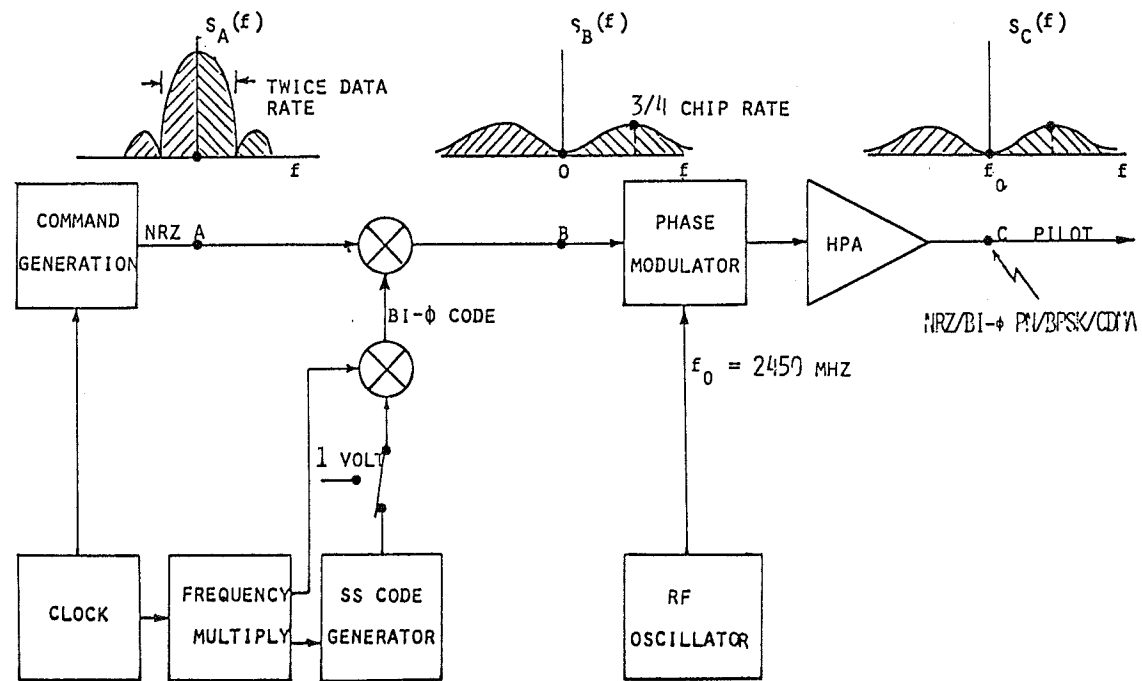 S_A(f)
S_B(f)
S_C(f)
TWICE DATA
RATE
3/4 CHIP RATE
f
0
f
f_o
f
COMMAND
GENERATION
NRZ A
B
PHASE
MODULATOR
HPA
C PILOT
BI-ϕ CODE
NRZ/BI-ϕ PN/BPSK/CDMA
f_0 = 2450 MHZ
1 VOLT
CLOCK
FREQUENCY
MULTIPLY
SS CODE
GENERATOR
RF
OSCILLATOR